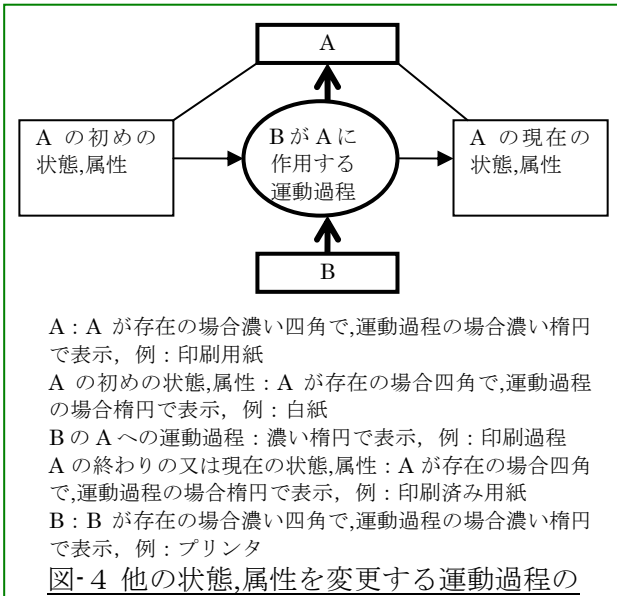 A
A の初めの
状態,属性
B が A に
作用する
運動過程
A の現在の
状態,属性
B
A：A が存在の場合濃い四角で,運動過程の場合濃い楕円
で表示，例：印刷用紙
A の初めの状態,属性：A が存在の場合四角で,運動過程
の場合楕円で表示，例：白紙
B の A への運動過程：濃い楕円で表示，例：印刷過程
A の終わりの又は現在の状態,属性：A が存在の場合四角
で,運動過程の場合楕円で表示，例：印刷済み用紙
B：B が存在の場合濃い四角で,運動過程の場合濃い楕円
で表示，例：プリンタ
図-4 他の状態,属性を変更する運動過程の